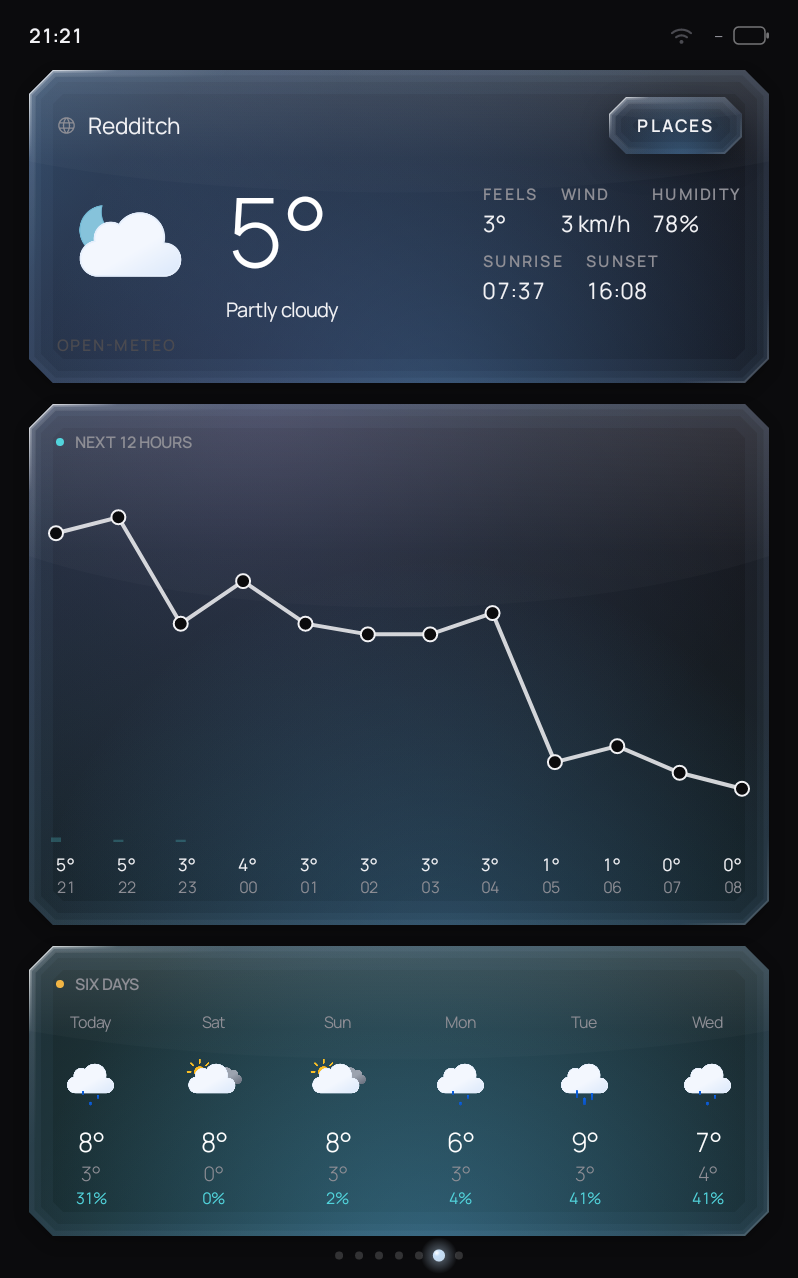 21:21 –
Redditch PLACES
FEELS WIND HUMIDITY
3° 3 km/h 78%
5°
SUNRISE SUNSET
07:37 16:08
Partly cloudy
OPEN-METEO
NEXT 12 HOURS
5° 5° 3° 4° 3° 3° 3° 3° 1° 1° 0° 0°
21 22 23 00 01 02 03 04 05 06 07 08
SIX DAYS
Today Sat Sun Mon Tue Wed
8° 8° 8° 6° 9° 7°
3° 0° 3° 3° 3° 4°
31% 0% 2% 4% 41% 41%